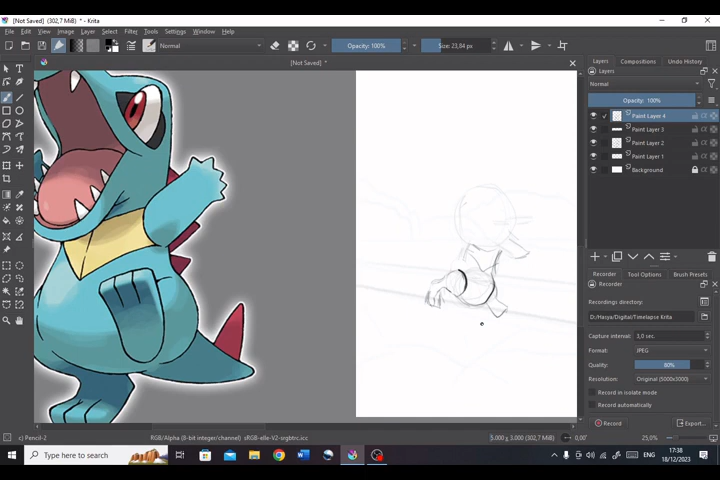 [Not Saved] (302,7 MiB) * - Krita
File Edit View Image Layer Select Filter Tools Settings Window Help
Normal Opacity: 100% Size: 23,84 px
[Not Saved] *
Layers Compositions Undo History
Layers
Normal
Opacity: 100%
Paint Layer 4
Paint Layer 3
Paint Layer 2
Paint Layer 1
Background
Recorder Tool Options Brush Presets
Recorder
Recordings directory:
D:/Hasya/Digital/Timelapse Krita
Capture interval: 3,0 sec.
Format: JPEG
Quality: 80%
Resolution: Original (5000x3000)
Record in isolate mode
Record automatically
Record Export...
c) Pencil-2 RGB/Alpha (8-bit integer/channel) sRGB-elle-V2-srgbtrc.icc 5.000 x 3.000 (302,7 MiB) 0,00° 25,0%
Type here to search ENG 17:38
18/12/2023